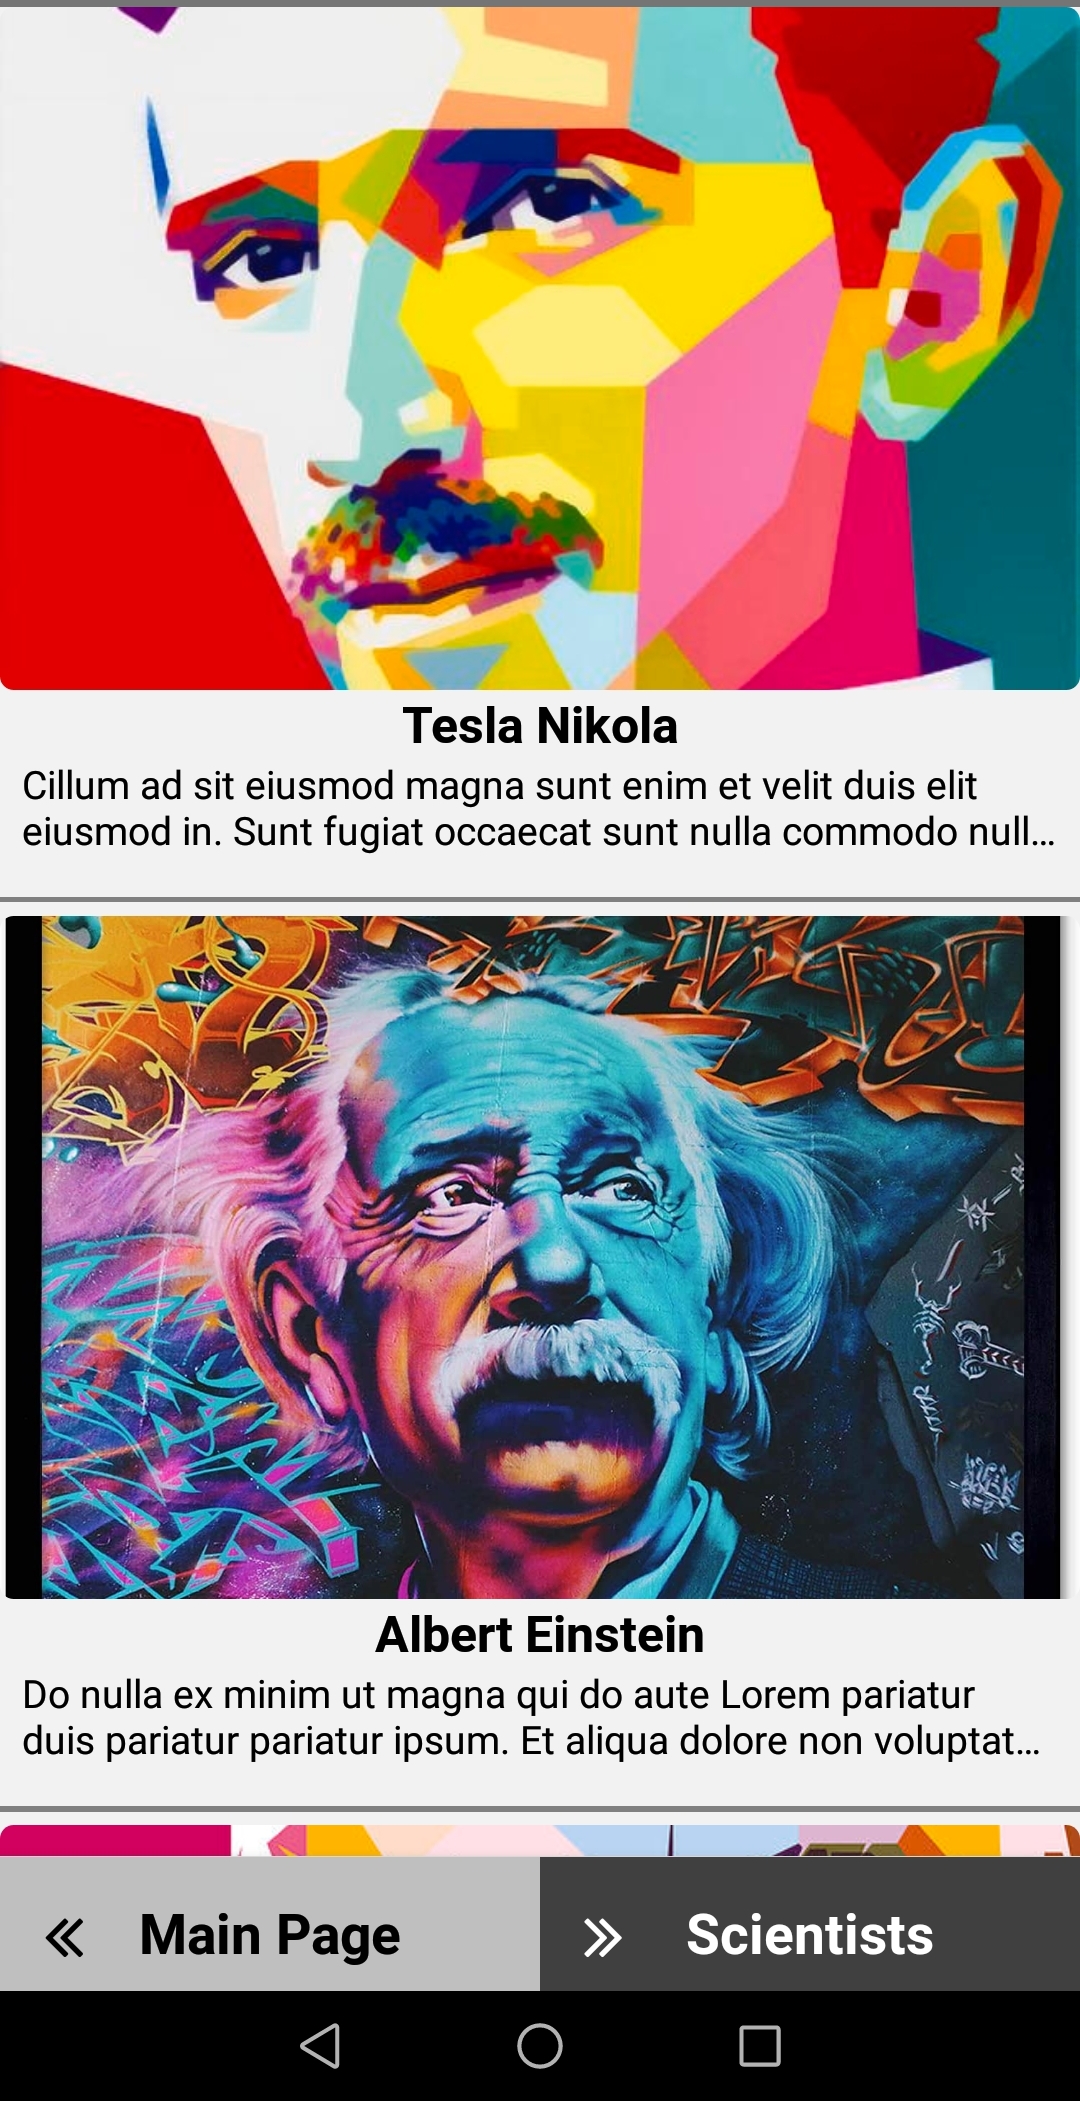 Tesla Nikola
Cillum ad sit eiusmod magna sunt enim et velit duis elit
eiusmod in. Sunt fugiat occaecat sunt nulla commodo null…
Albert Einstein
Do nulla ex minim ut magna qui do aute Lorem pariatur
duis pariatur pariatur ipsum. Et aliqua dolore non voluptat…
Main Page
Scientists